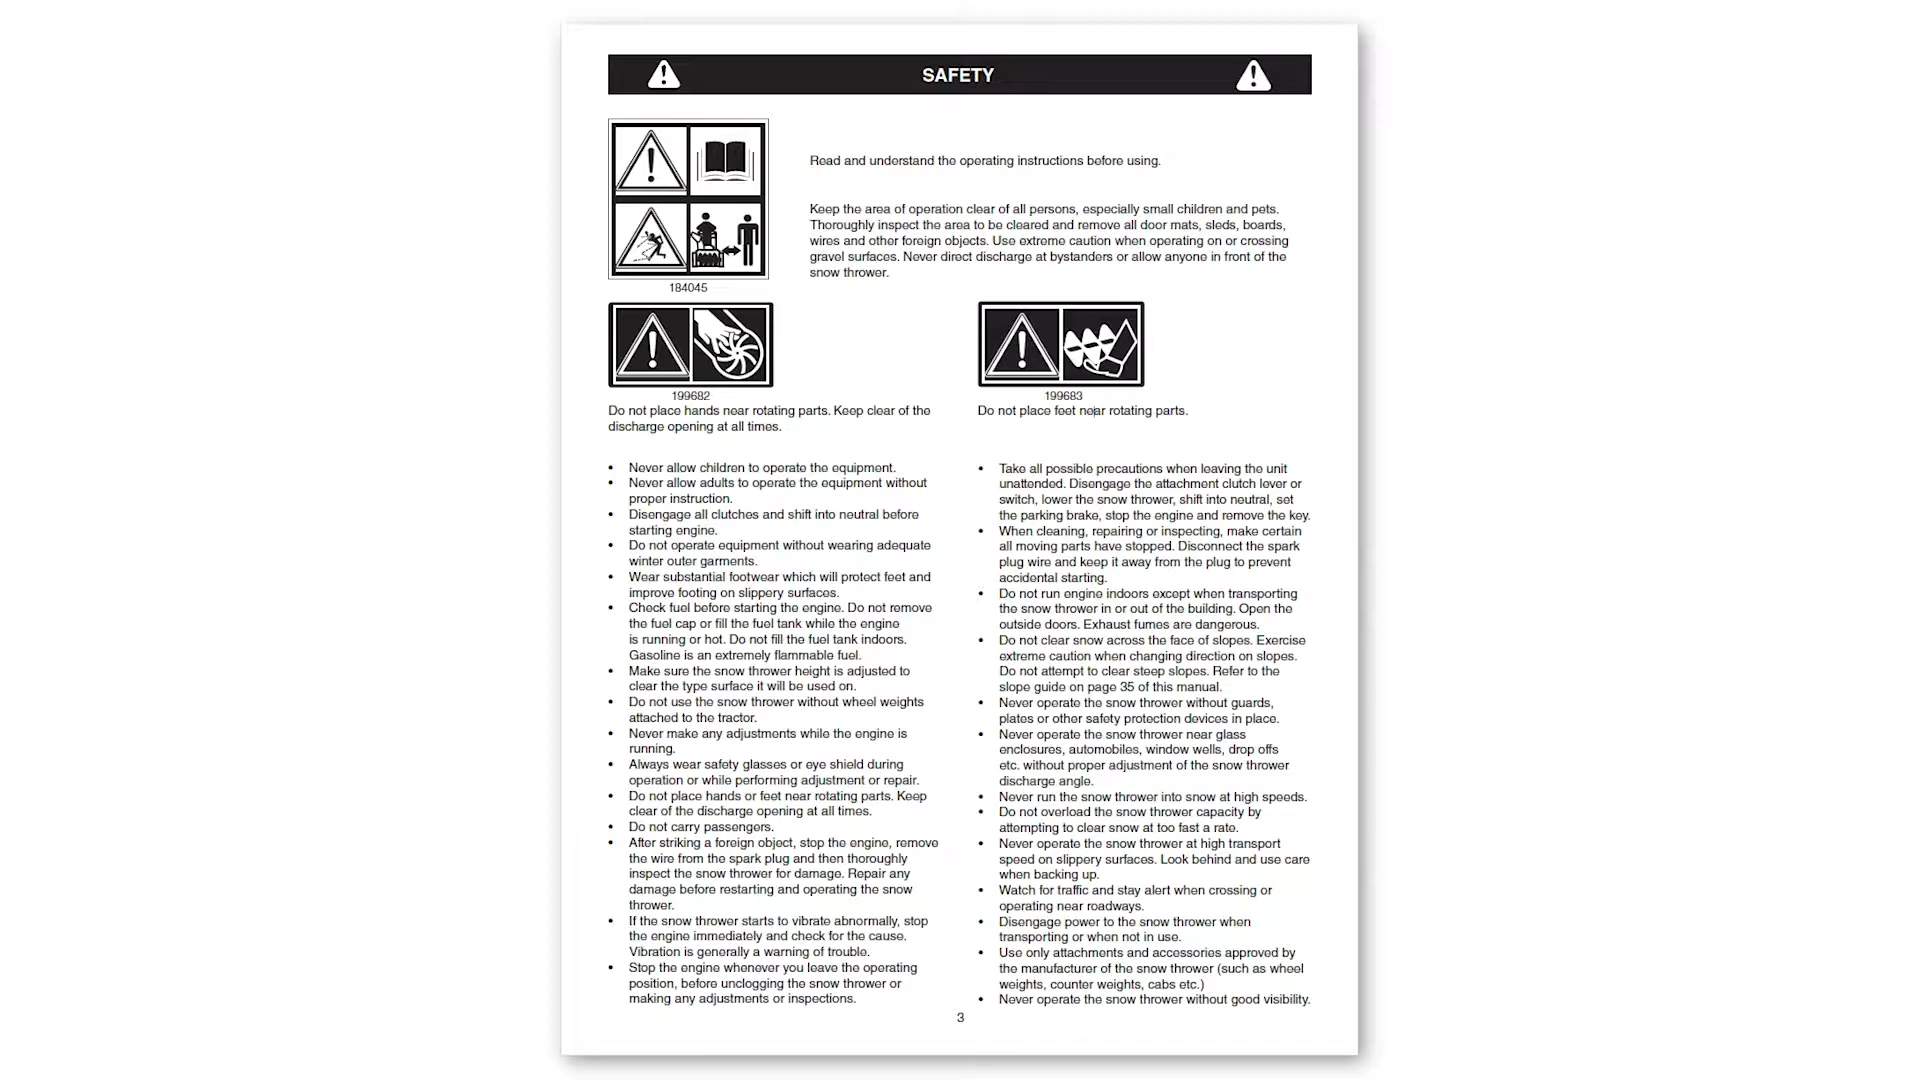 SAFETY
Read and understand the operating instructions before using.
Keep the area of operation clear of all persons, especially small children and pets.
Thoroughly inspect the area to be cleared and remove all door mats, sleds, boards,
wires and other foreign objects. Use extreme caution when operating on or crossing
gravel surfaces. Never direct discharge at bystanders or allow anyone in front of the
snow thrower.
184045
199682
Do not place hands near rotating parts. Keep clear of the
discharge opening at all times.
199683
Do not place feet near rotating parts.
• Never allow children to operate the equipment.
• Never allow adults to operate the equipment without
proper instruction.
• Disengage all clutches and shift into neutral before
starting engine.
• Do not operate equipment without wearing adequate
winter outer garments.
• Wear substantial footwear which will protect feet and
improve footing on slippery surfaces.
• Check fuel before starting the engine. Do not remove
the fuel cap or fill the fuel tank while the engine
is running or hot. Do not fill the fuel tank indoors.
Gasoline is an extremely flammable fuel.
• Make sure the snow thrower height is adjusted to
clear the type surface it will be used on.
• Do not use the snow thrower without wheel weights
attached to the tractor.
• Never make any adjustments while the engine is
running.
• Always wear safety glasses or eye shield during
operation or while performing adjustment or repair.
• Do not place hands or feet near rotating parts. Keep
clear of the discharge opening at all times.
• Do not carry passengers.
• After striking a foreign object, stop the engine, remove
the wire from the spark plug and then thoroughly
inspect the snow thrower for damage. Repair any
damage before restarting and operating the snow
thrower.
• If the snow thrower starts to vibrate abnormally, stop
the engine immediately and check for the cause.
Vibration is generally a warning of trouble.
• Stop the engine whenever you leave the operating
position, before unclogging the snow thrower or
making any adjustments or inspections.
• Take all possible precautions when leaving the unit
unattended. Disengage the attachment clutch lever or
switch, lower the snow thrower, shift into neutral, set
the parking brake, stop the engine and remove the key.
• When cleaning, repairing or inspecting, make certain
all moving parts have stopped. Disconnect the spark
plug wire and keep it away from the plug to prevent
accidental starting.
• Do not run engine indoors except when transporting
the snow thrower in or out of the building. Open the
outside doors. Exhaust fumes are dangerous.
• Do not clear snow across the face of slopes. Exercise
extreme caution when changing direction on slopes.
Do not attempt to clear steep slopes. Refer to the
slope guide on page 35 of this manual.
• Never operate the snow thrower without guards,
plates or other safety protection devices in place.
• Never operate the snow thrower near glass
enclosures, automobiles, window wells, drop offs
etc. without proper adjustment of the snow thrower
discharge angle.
• Never run the snow thrower into snow at high speeds.
• Do not overload the snow thrower capacity by
attempting to clear snow at too fast a rate.
• Never operate the snow thrower at high transport
speed on slippery surfaces. Look behind and use care
when backing up.
• Watch for traffic and stay alert when crossing or
operating near roadways.
• Disengage power to the snow thrower when
transporting or when not in use.
• Use only attachments and accessories approved by
the manufacturer of the snow thrower (such as wheel
weights, counter weights, cabs etc.)
• Never operate the snow thrower without good visibility.
3